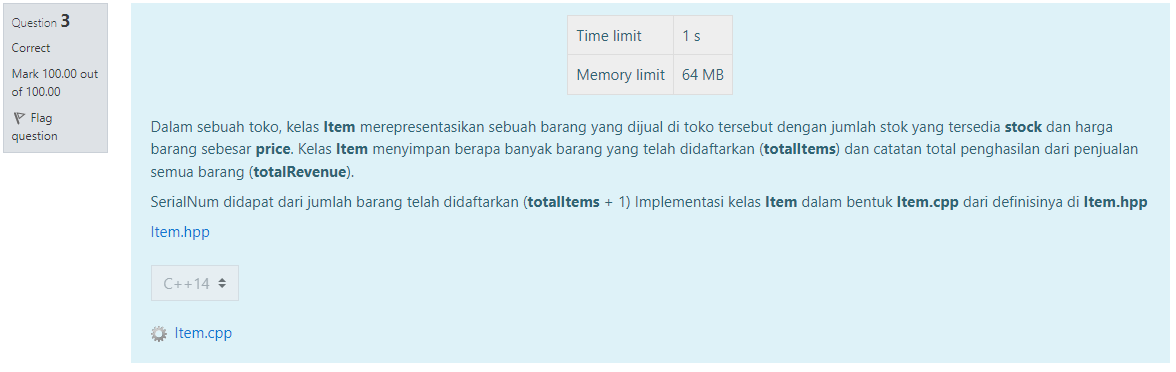 Question 3
Correct
Mark 100.00 out
of 100.00
Flag
question
Time limit 1 s
Memory limit 64 MB
Dalam sebuah toko, kelas Item merepresentasikan sebuah barang yang dijual di toko tersebut dengan jumlah stok yang tersedia stock dan harga
barang sebesar price. Kelas Item menyimpan berapa banyak barang yang telah didaftarkan (totalItems) dan catatan total penghasilan dari penjualan
semua barang (totalRevenue).
SerialNum didapat dari jumlah barang telah didaftarkan (totalItems + 1) Implementasi kelas Item dalam bentuk Item.cpp dari definisinya di Item.hpp
Item.hpp
C++14
Item.cpp